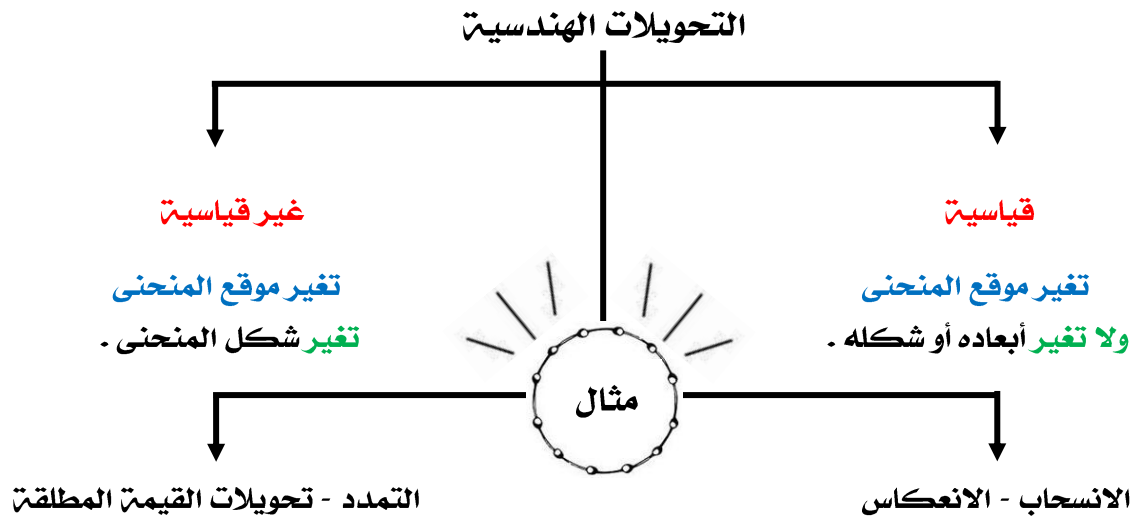 التحويلات الهندسية
قياسية
غير قياسية
تغير موقع المنحنى
ولا تغير أبعاده أو شكله .
تغير موقع المنحنى
تغير شكل المنحنى .
مثال
الانسحاب - الانعكاس
التمدد - تحويلات القيمة المطلقة